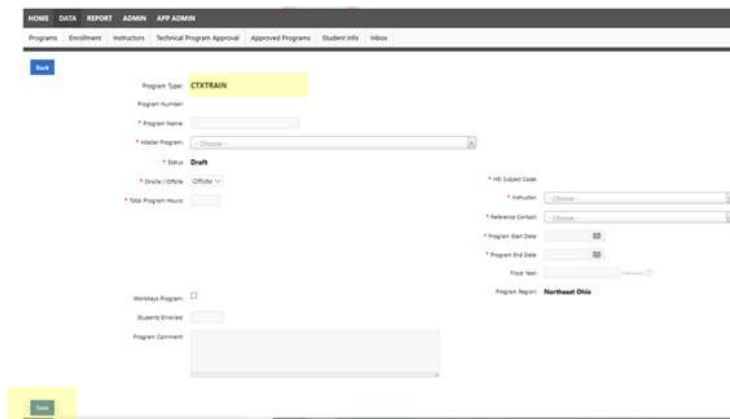 HOME DATA REPORT ADMIN APP ADMIN
Programs Enrollment Instructors Technical Program Approval Approved Programs Student Info Inbox
Back
Program Type: CTXTRAIN
Program Number:
* Program Name:
* Master Program: - Choose -
* Status: Draft
* Onsite / Offsite: Offsite * HEI Subject Code:
* Total Program Hours: * Instructor: - Choose -
* Reference Contact: - Choose -
* Program Start Date:
* Program End Date:
Fiscal Year:
WorkKeys Program: Program Region: Northeast Ohio
Students Enrolled:
Program Comment:
Save